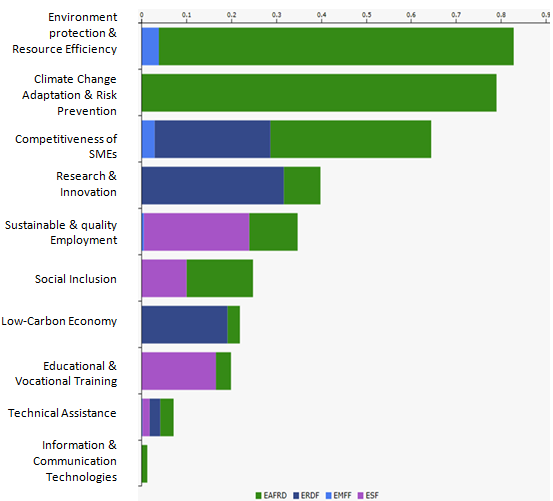 0 0.1 0.2 0.3 0.4 0.5 0.6 0.7 0.8 0.9
Environment
protection &
Resource Efficiency
Climate Change
Adaptation & Risk
Prevention
Competitiveness of
SMEs
Research &
Innovation
Sustainable & quality
Employment
Social Inclusion
Low-Carbon Economy
Educational &
Vocational Training
Technical Assistance
Information &
Communication
Technologies
EAFRD ERDF EMFF ESF